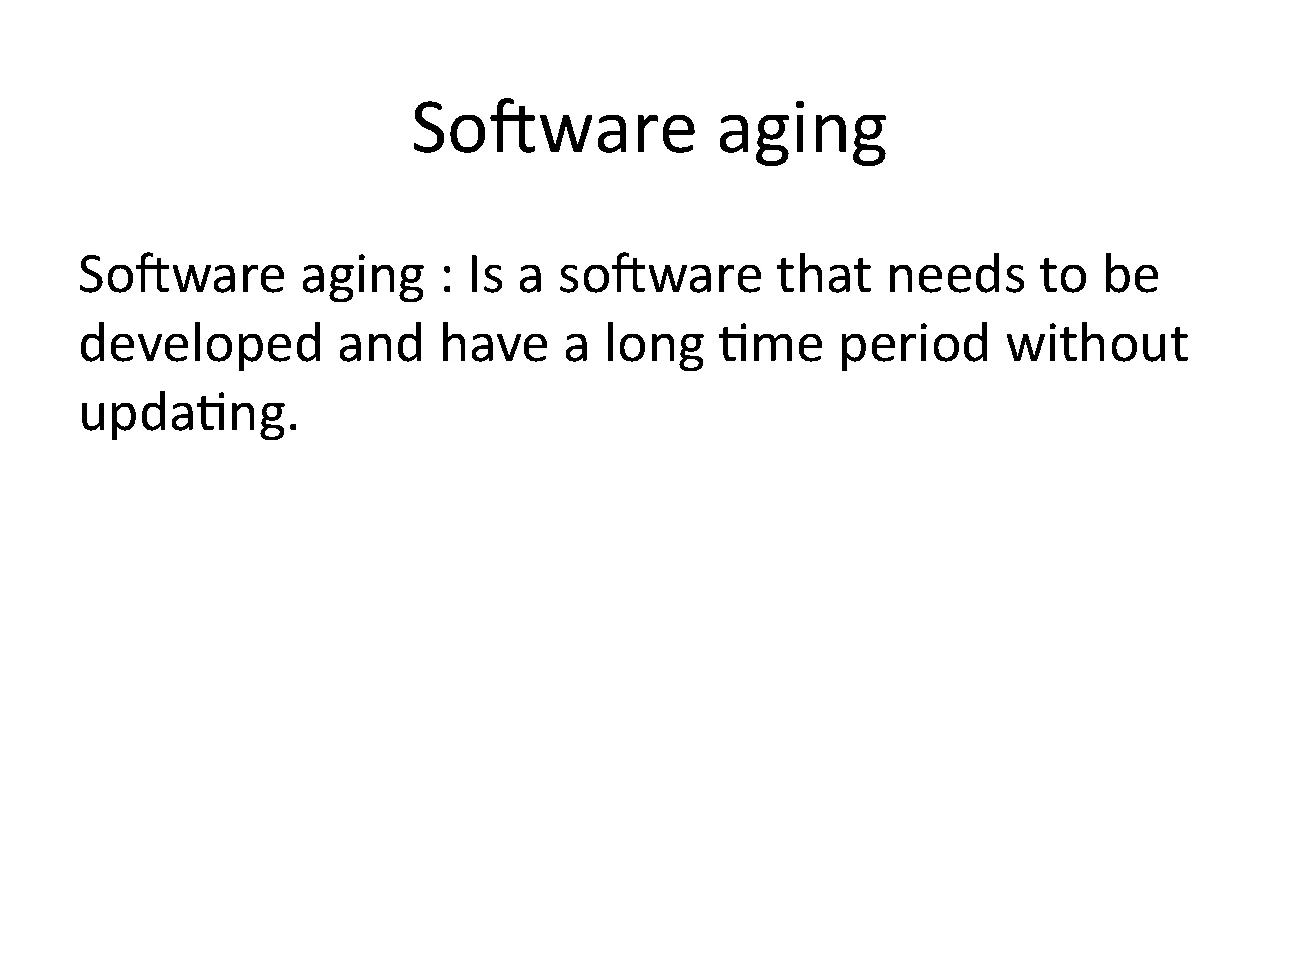 Software aging
Software aging : Is a software that needs to be
developed and have a long time period without
updating.